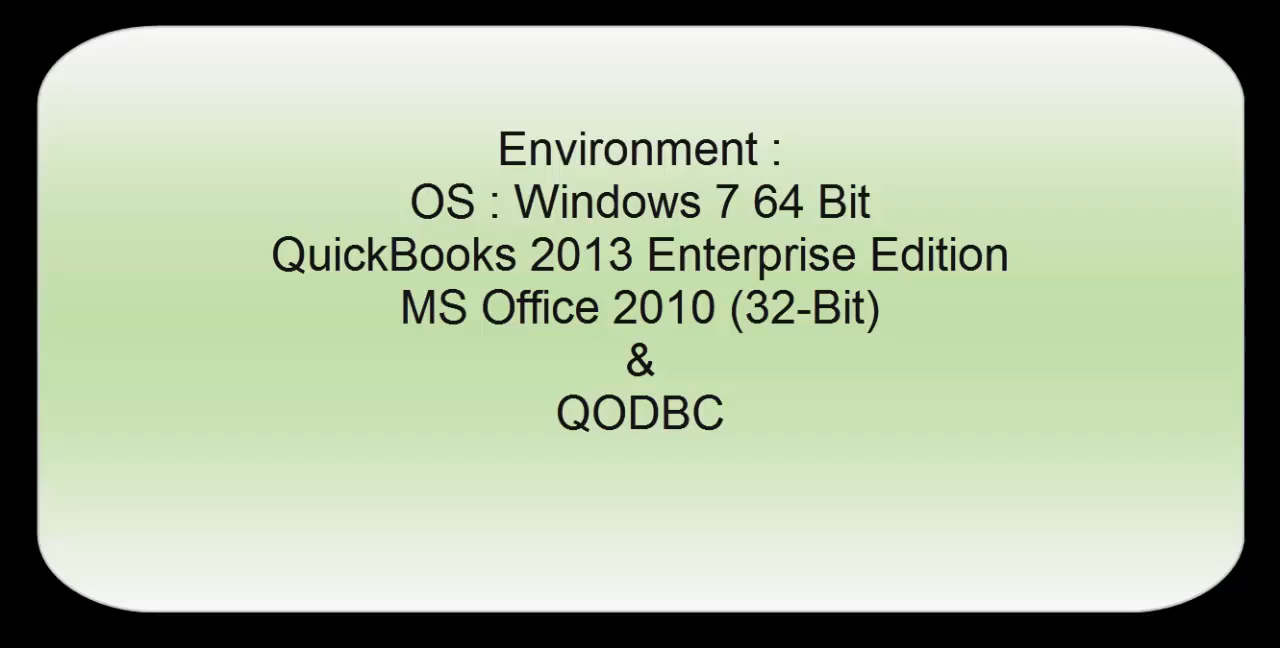 Environment :
OS : Windows 7 64 Bit
QuickBooks 2013 Enterprise Edition
MS Office 2010 (32-Bit)
&
QODBC